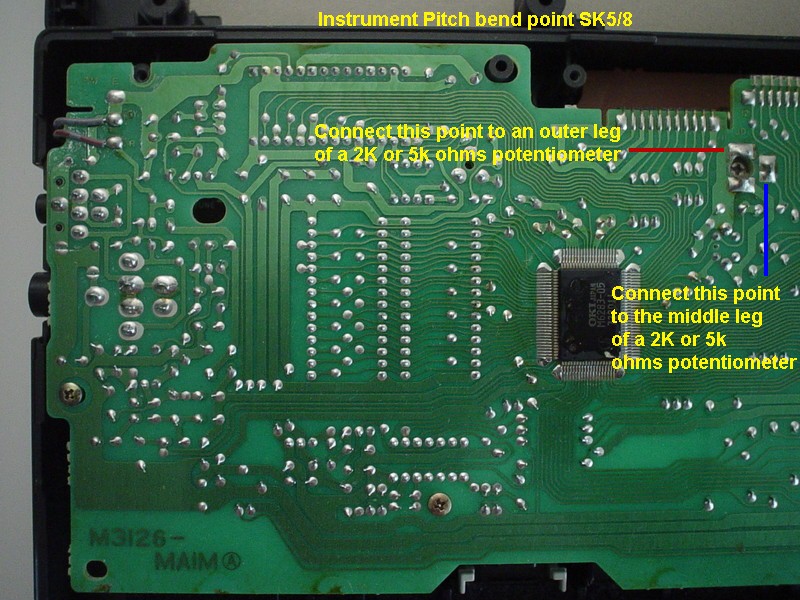 Instrument Pitch bend point SK5/8
Connect this point to an outer leg
of a 2K or 5k ohms potentiometer
Connect this point
to the middle leg
of a 2K or 5k
ohms potentiometer
OKI
M3126-
MAIM Ⓐ